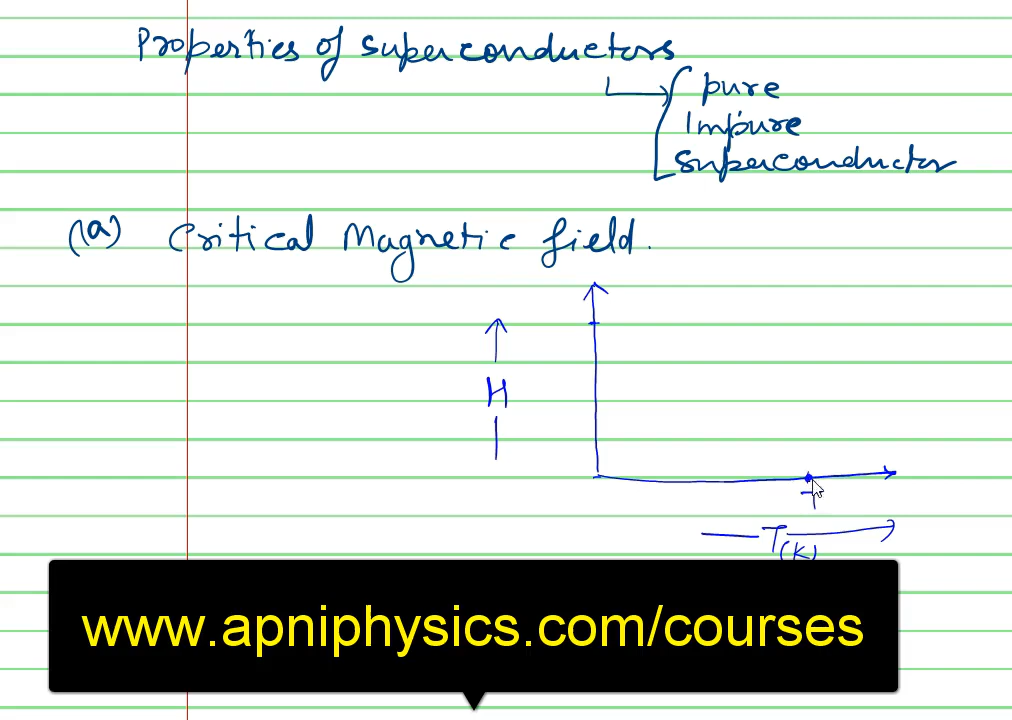 Properties of Superconductors
pure
Impure
Superconductor
(a) Critical Magnetic field.
H
T
T(K)
www.apniphysics.com/courses